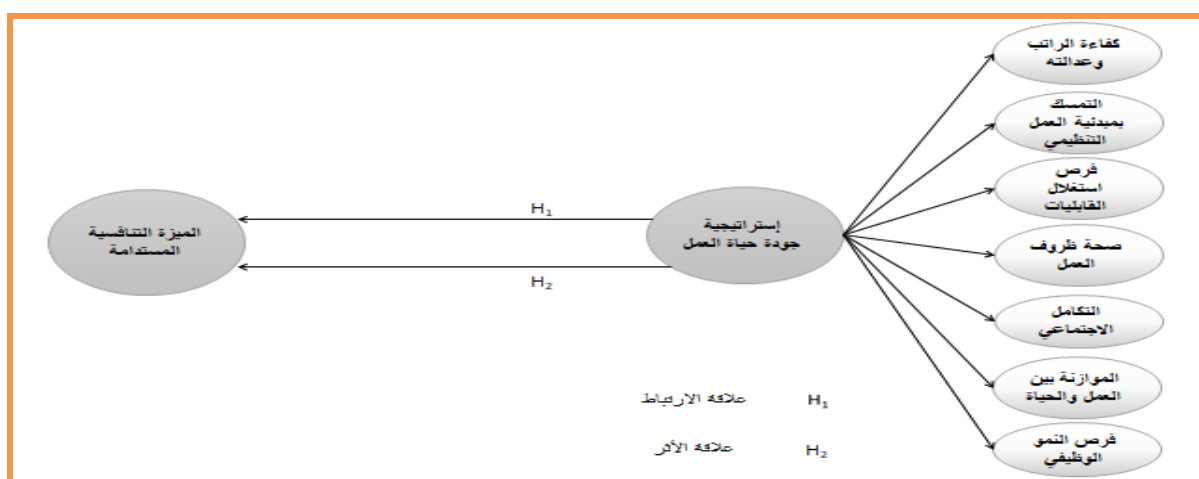 كفاءة الراتب
وعدالته
التمسك
بمبدئية العمل
التنظيمي
فرص
استغلال
القابليات
صحة ظروف
العمل
التكامل
الاجتماعي
الموازنة بين
العمل والحياة
فرص النمو
الوظيفي
إستراتيجية
جودة حياة العمل
H₁
H₂
الميزة التنافسية
المستدامة
H₁ علاقة الارتباط
H₂ علاقة الأثر